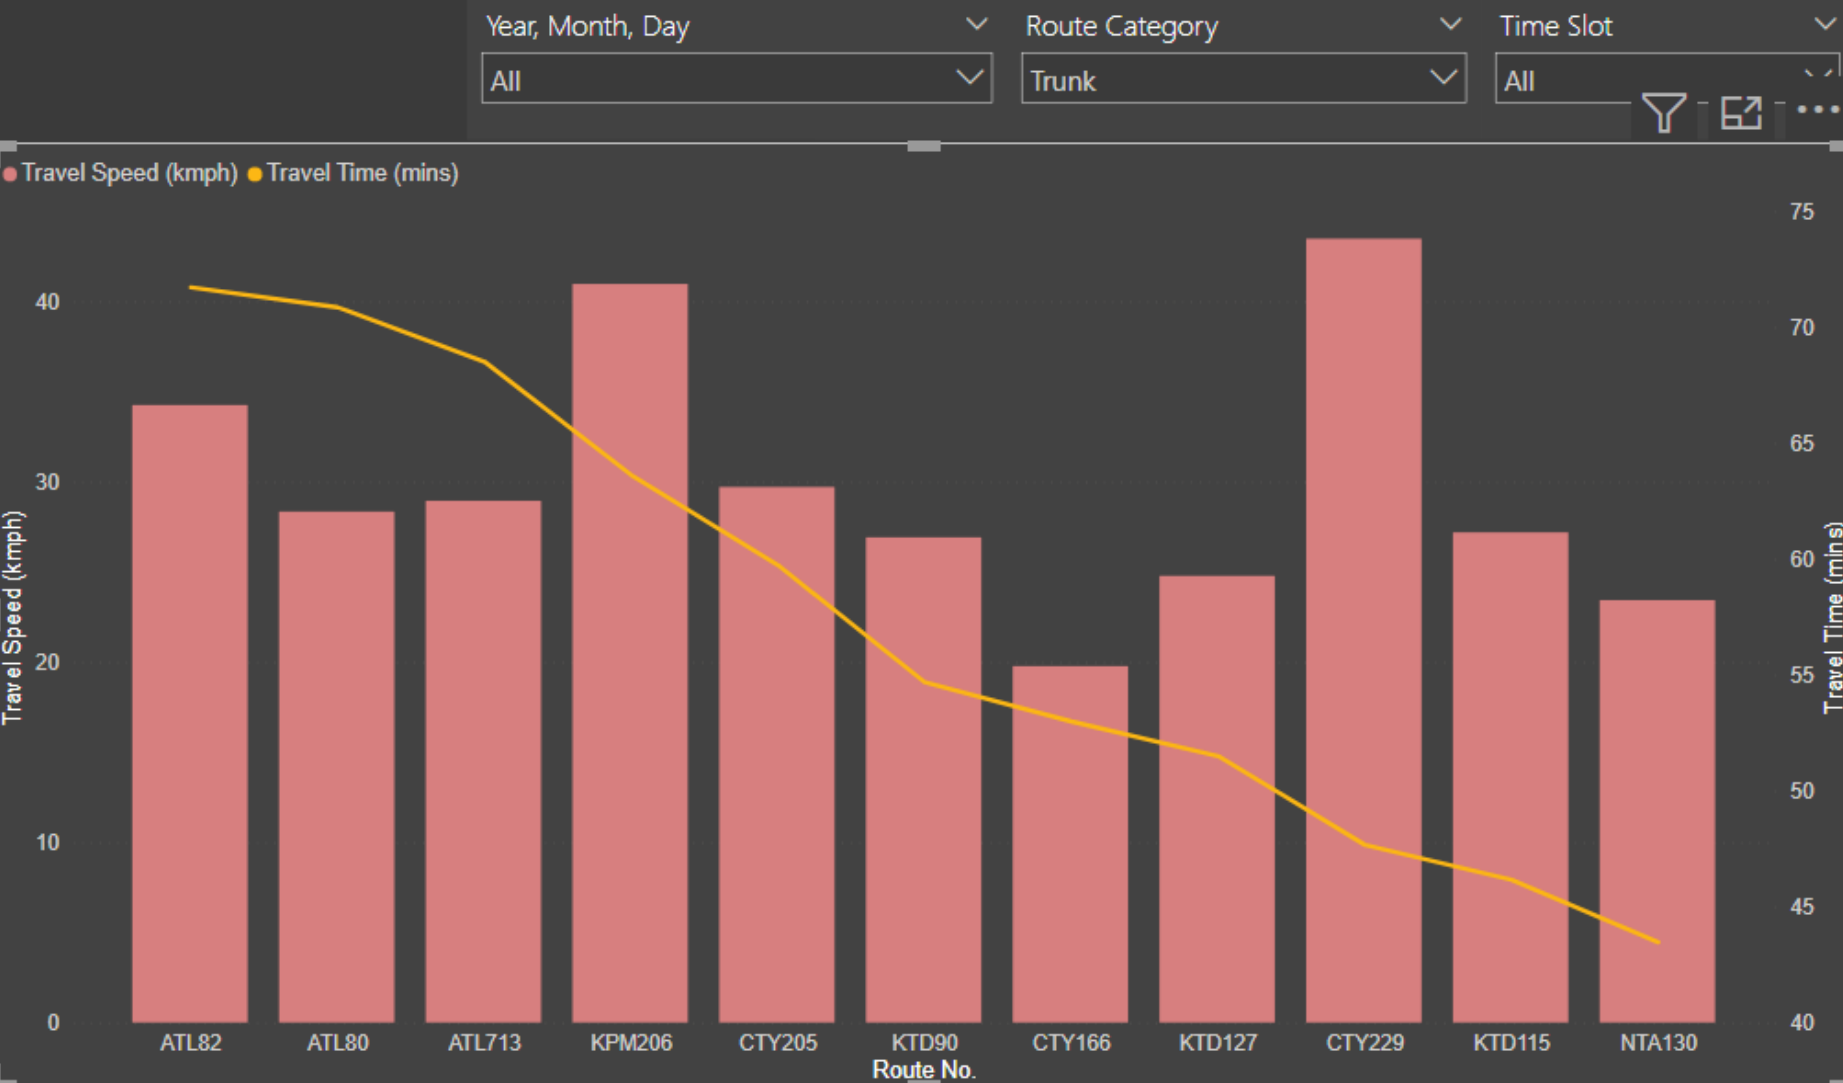 Year, Month, Day
Route Category
Time Slot
All
Trunk
All
Travel Speed (kmph)
Travel Time (mins)
75
40
70
65
30
60
20
55
50
10
45
0
40
Travel Speed (kmph)
Travel Time (mins)
ATL82
ATL80
ATL713
KPM206
CTY205
KTD90
CTY166
KTD127
CTY229
KTD115
NTA130
Route No.